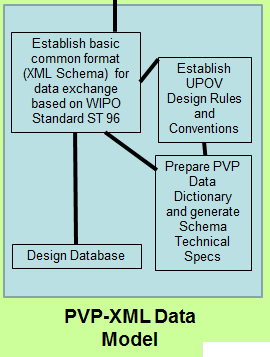 Establish basic
common format
(XML Schema) for
data exchange
based on WIPO
Standard ST 96
Establish
UPOV
Design Rules
and
Conventions
Prepare PVP
Data
Dictionary
and generate
Schema
Technical
Specs
Design Database
PVP-XML Data
Model